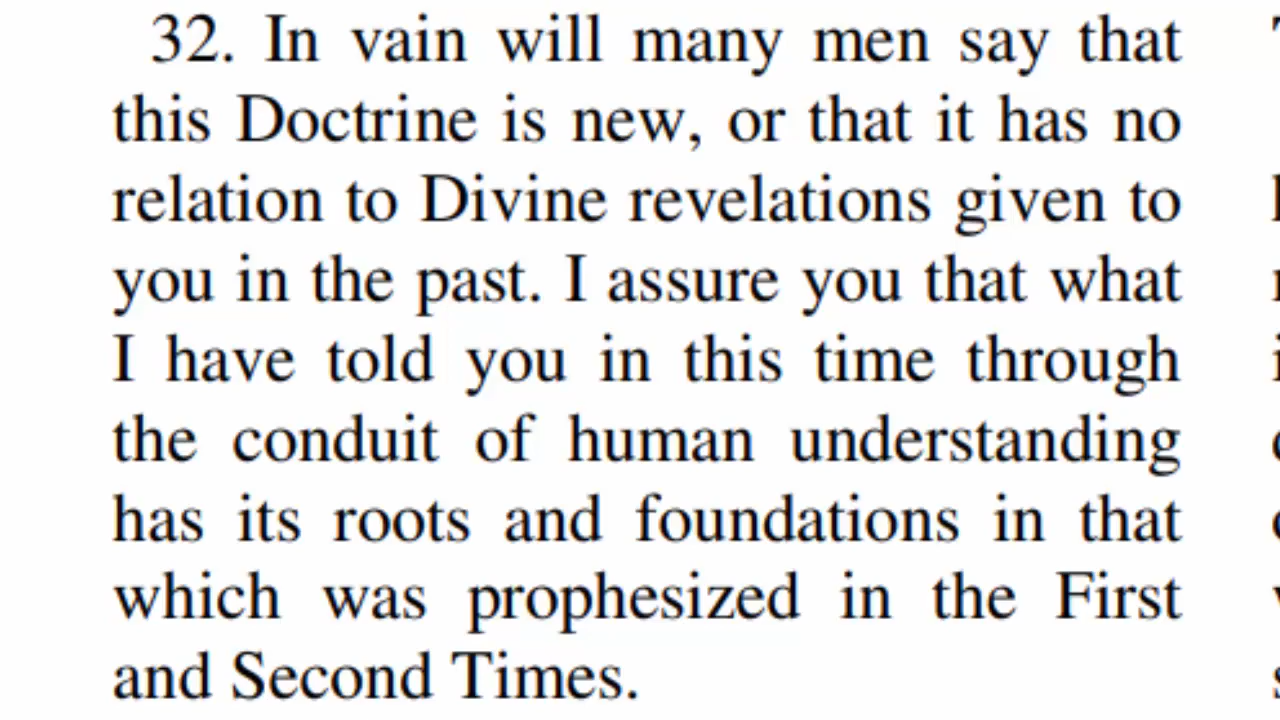 32. In vain will many men say that
this Doctrine is new, or that it has no
relation to Divine revelations given to
you in the past. I assure you that what
I have told you in this time through
the conduit of human understanding
has its roots and foundations in that
which was prophesized in the First
and Second Times.